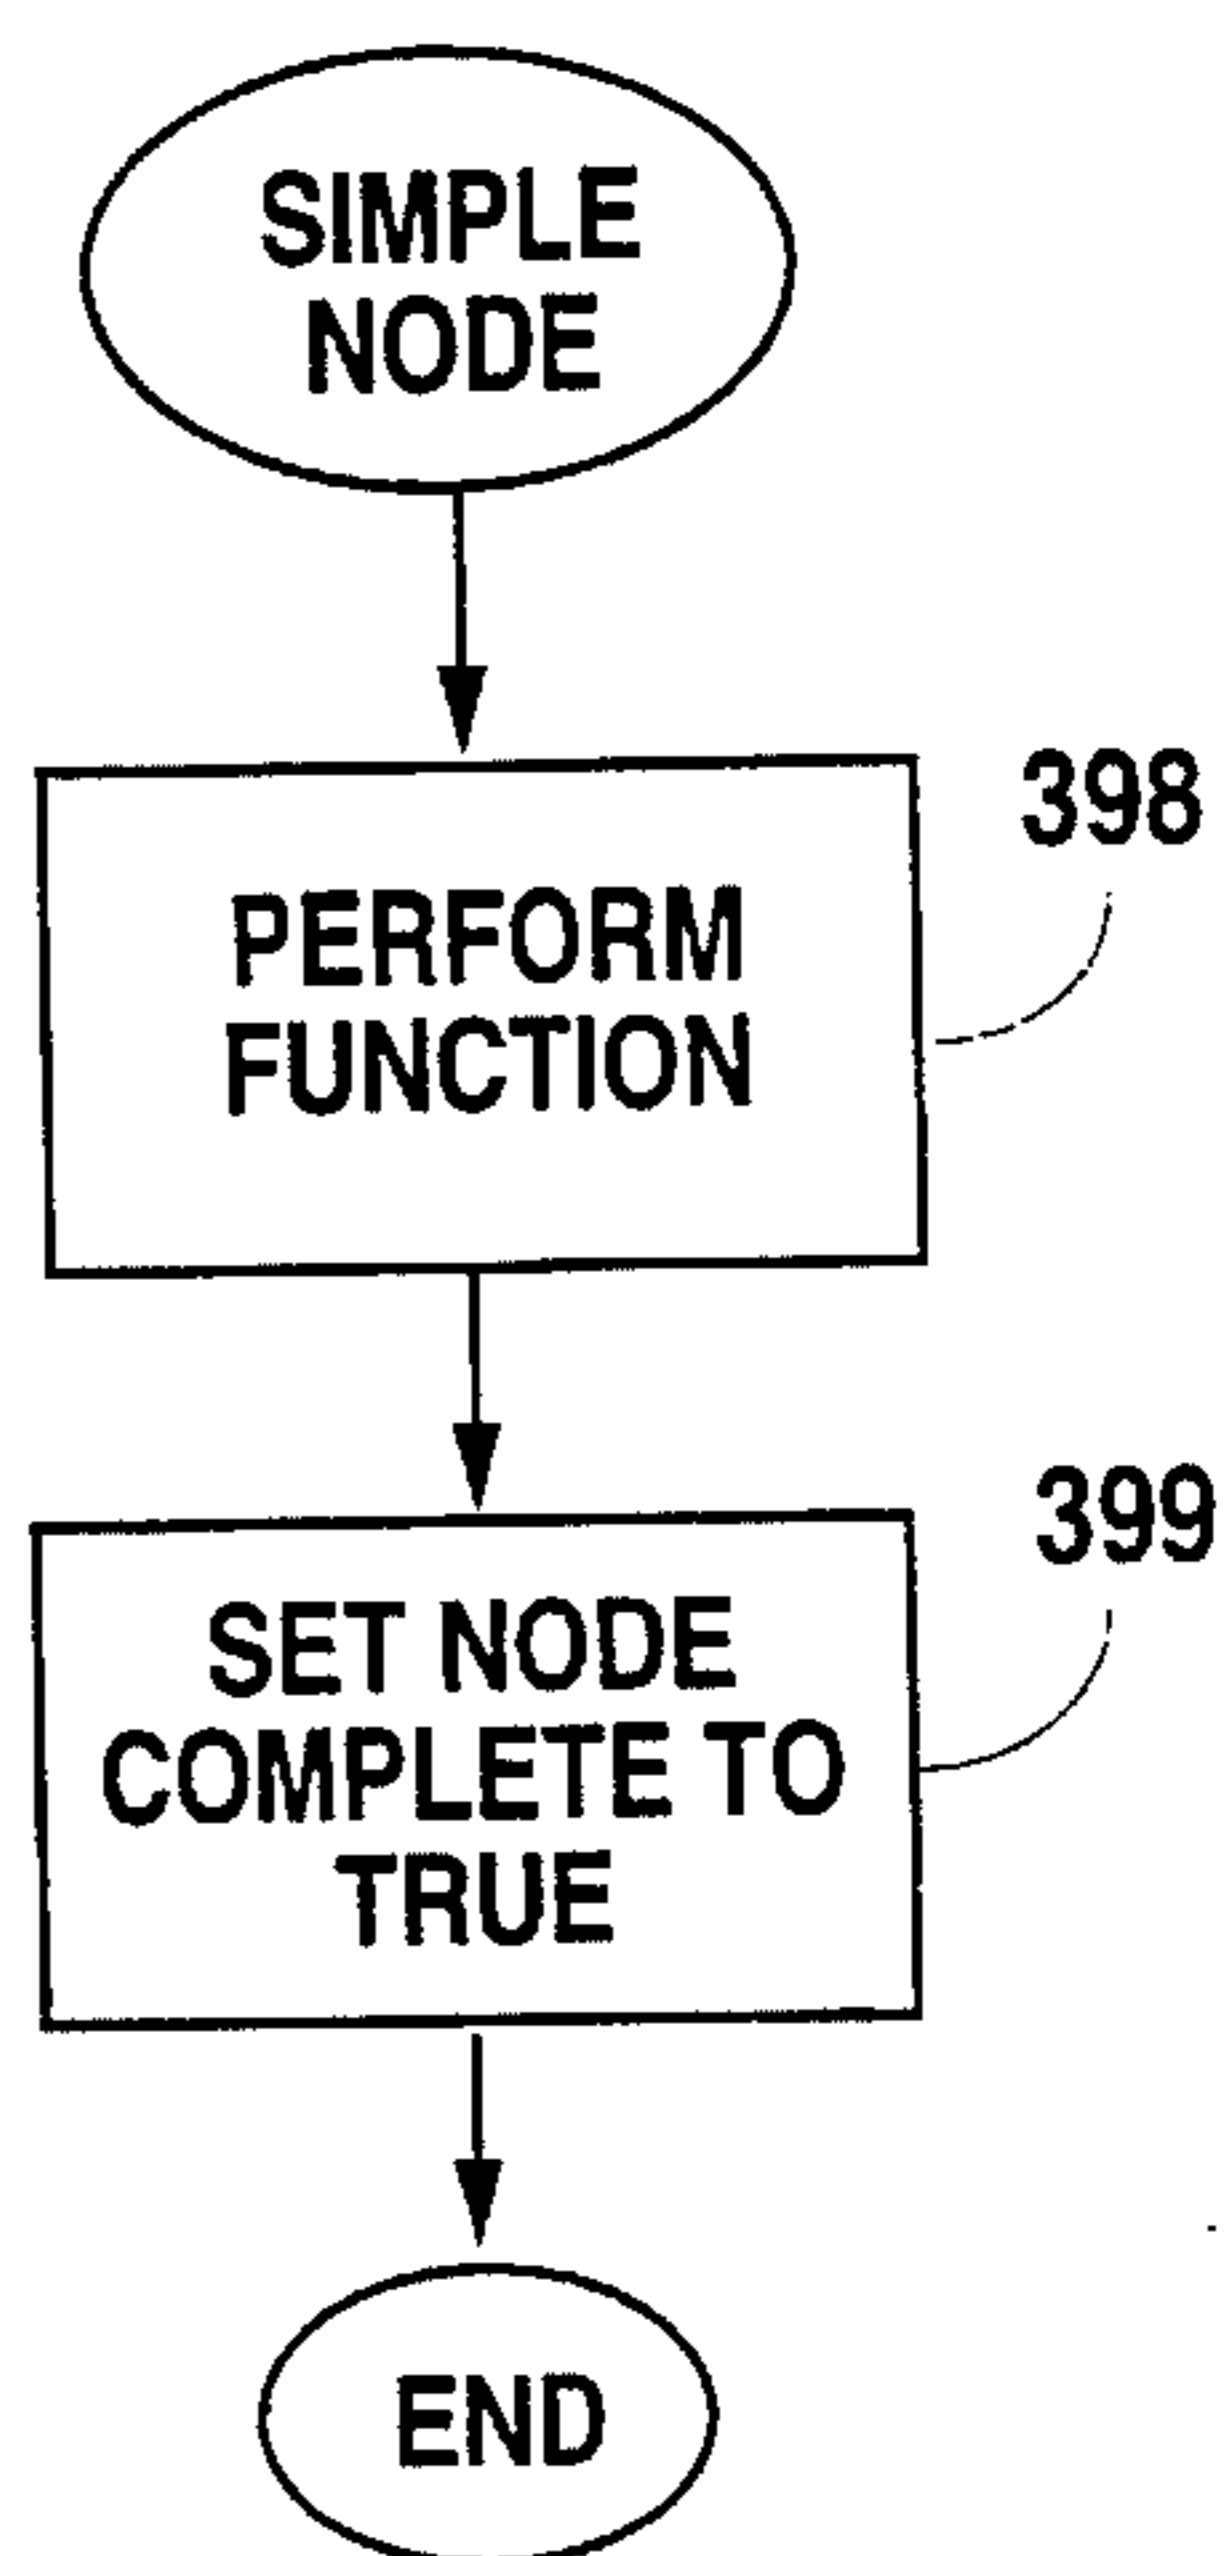 SIMPLE
NODE
398
PERFORM
FUNCTION
399
SET NODE
COMPLETE TO
TRUE
END